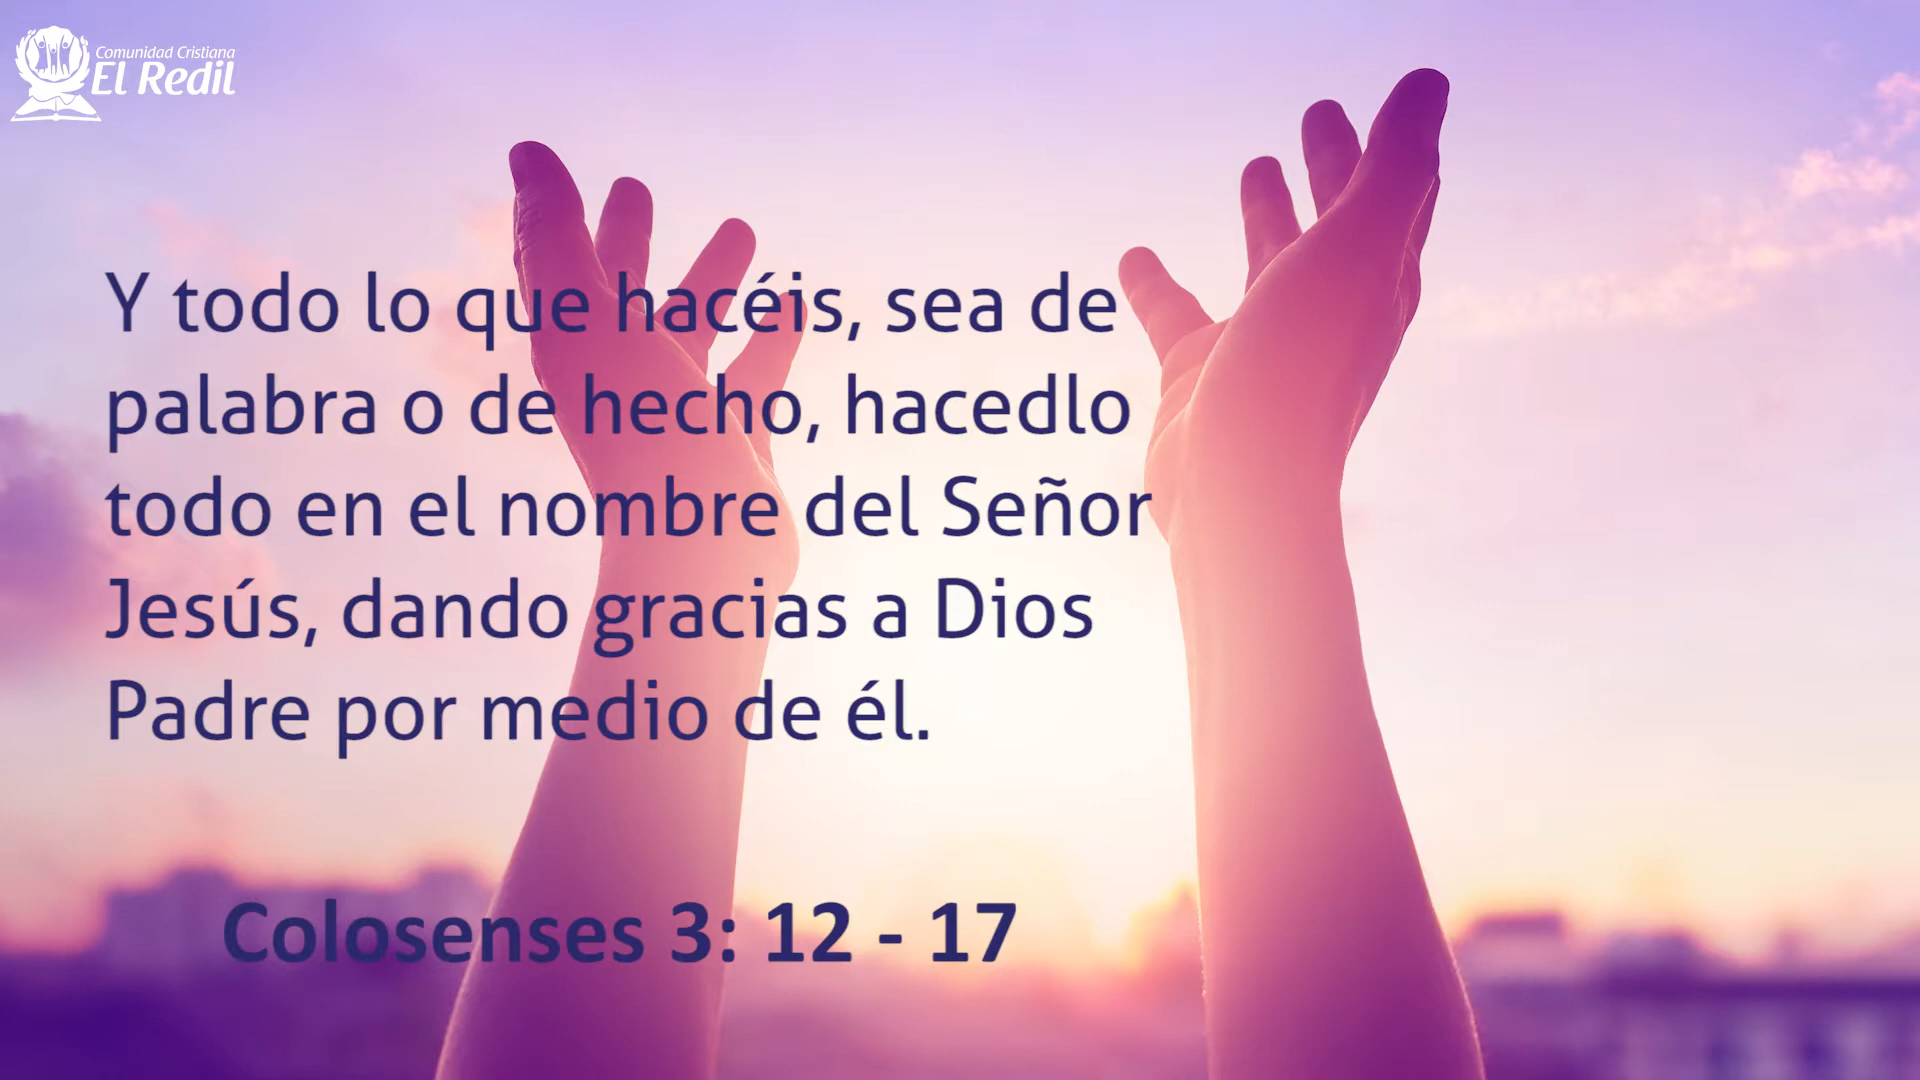 Comunidad Cristiana
El Redil
Y todo lo que hacéis, sea de
palabra o de hecho, hacedlo
todo en el nombre del Señor
Jesús, dando gracias a Dios
Padre por medio de él.
Colosenses 3: 12 - 17